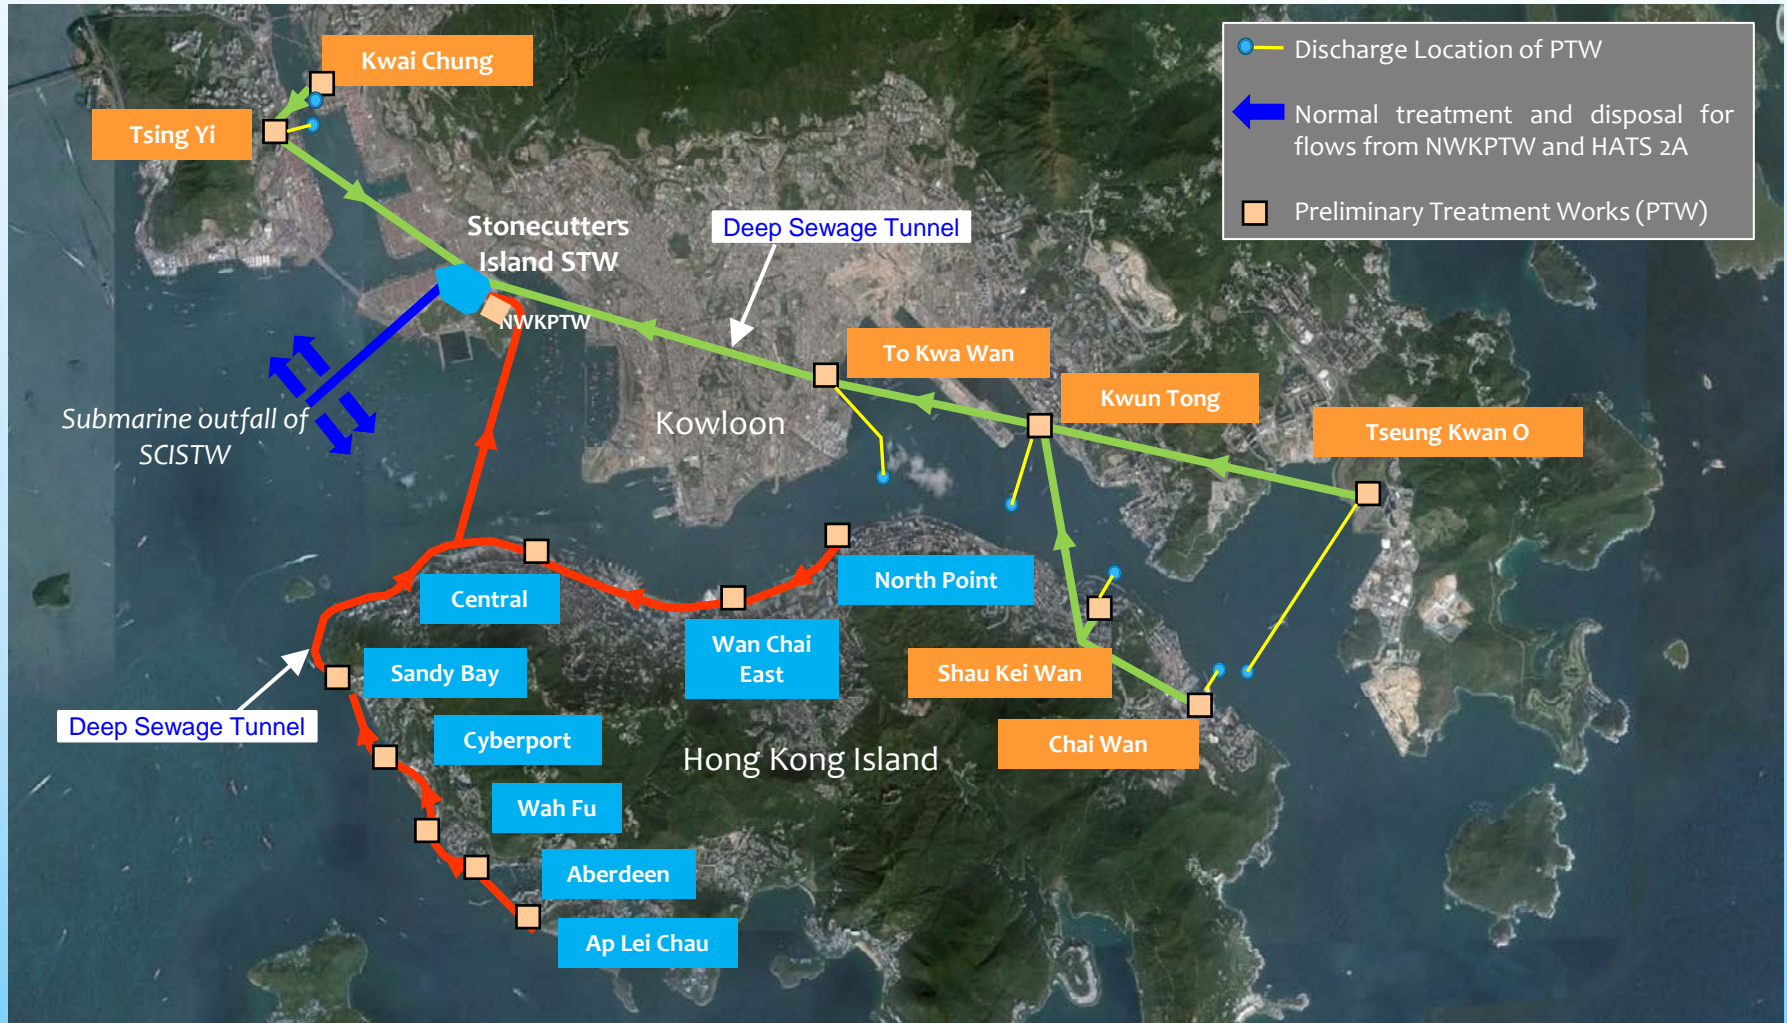 Kwai Chung
Discharge Location of PTW
Tsing Yi
Normal treatment and disposal for
flows from NWKPTW and HATS 2A
Preliminary Treatment Works (PTW)
Stonecutters
Island STW
Deep Sewage Tunnel
NWKPTW
To Kwa Wan
Kwun Tong
Submarine outfall of
SCISTW
Kowloon
Tseung Kwan O
Central
North Point
Wan Chai
East
Sandy Bay
Shau Kei Wan
Deep Sewage Tunnel
Cyberport
Hong Kong Island
Chai Wan
Wah Fu
Aberdeen
Ap Lei Chau